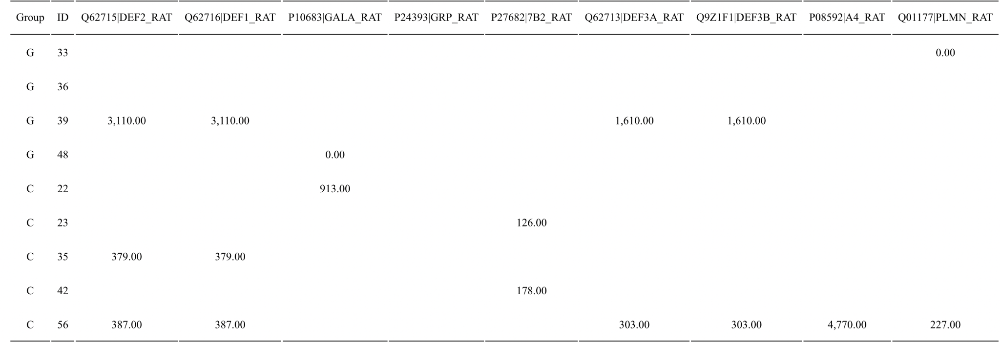 Group ID Q62715|DEF2_RAT Q62716|DEF1_RAT P10683|GALA_RAT P24393|GRP_RAT P27682|7B2_RAT Q62713|DEF3A_RAT Q9Z1F1|DEF3B_RAT P08592|A4_RAT Q01177|PLMN_RAT
G 33 0.00
G 36
G 39 3,110.00 3,110.00 1,610.00 1,610.00
G 48 0.00
C 22 913.00
C 23 126.00
C 35 379.00 379.00
C 42 178.00
C 56 387.00 387.00 303.00 303.00 4,770.00 227.00